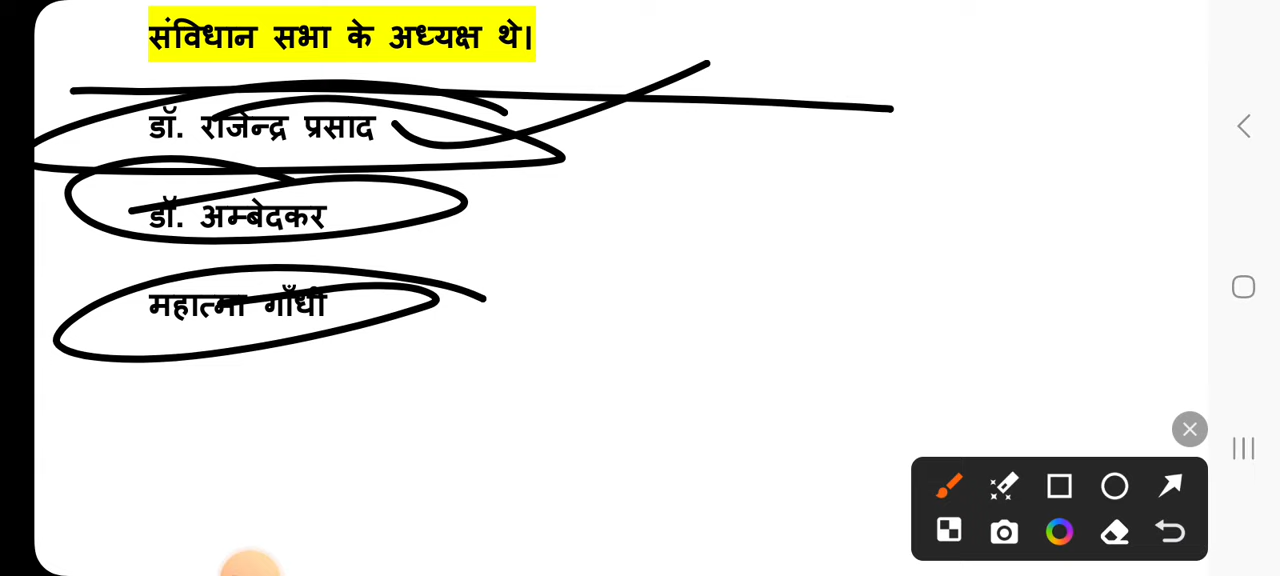 संविधान सभा के अध्यक्ष थे।
डॉ. राजेन्द्र प्रसाद
डॉ. अम्बेदकर
महात्मा गाँधी